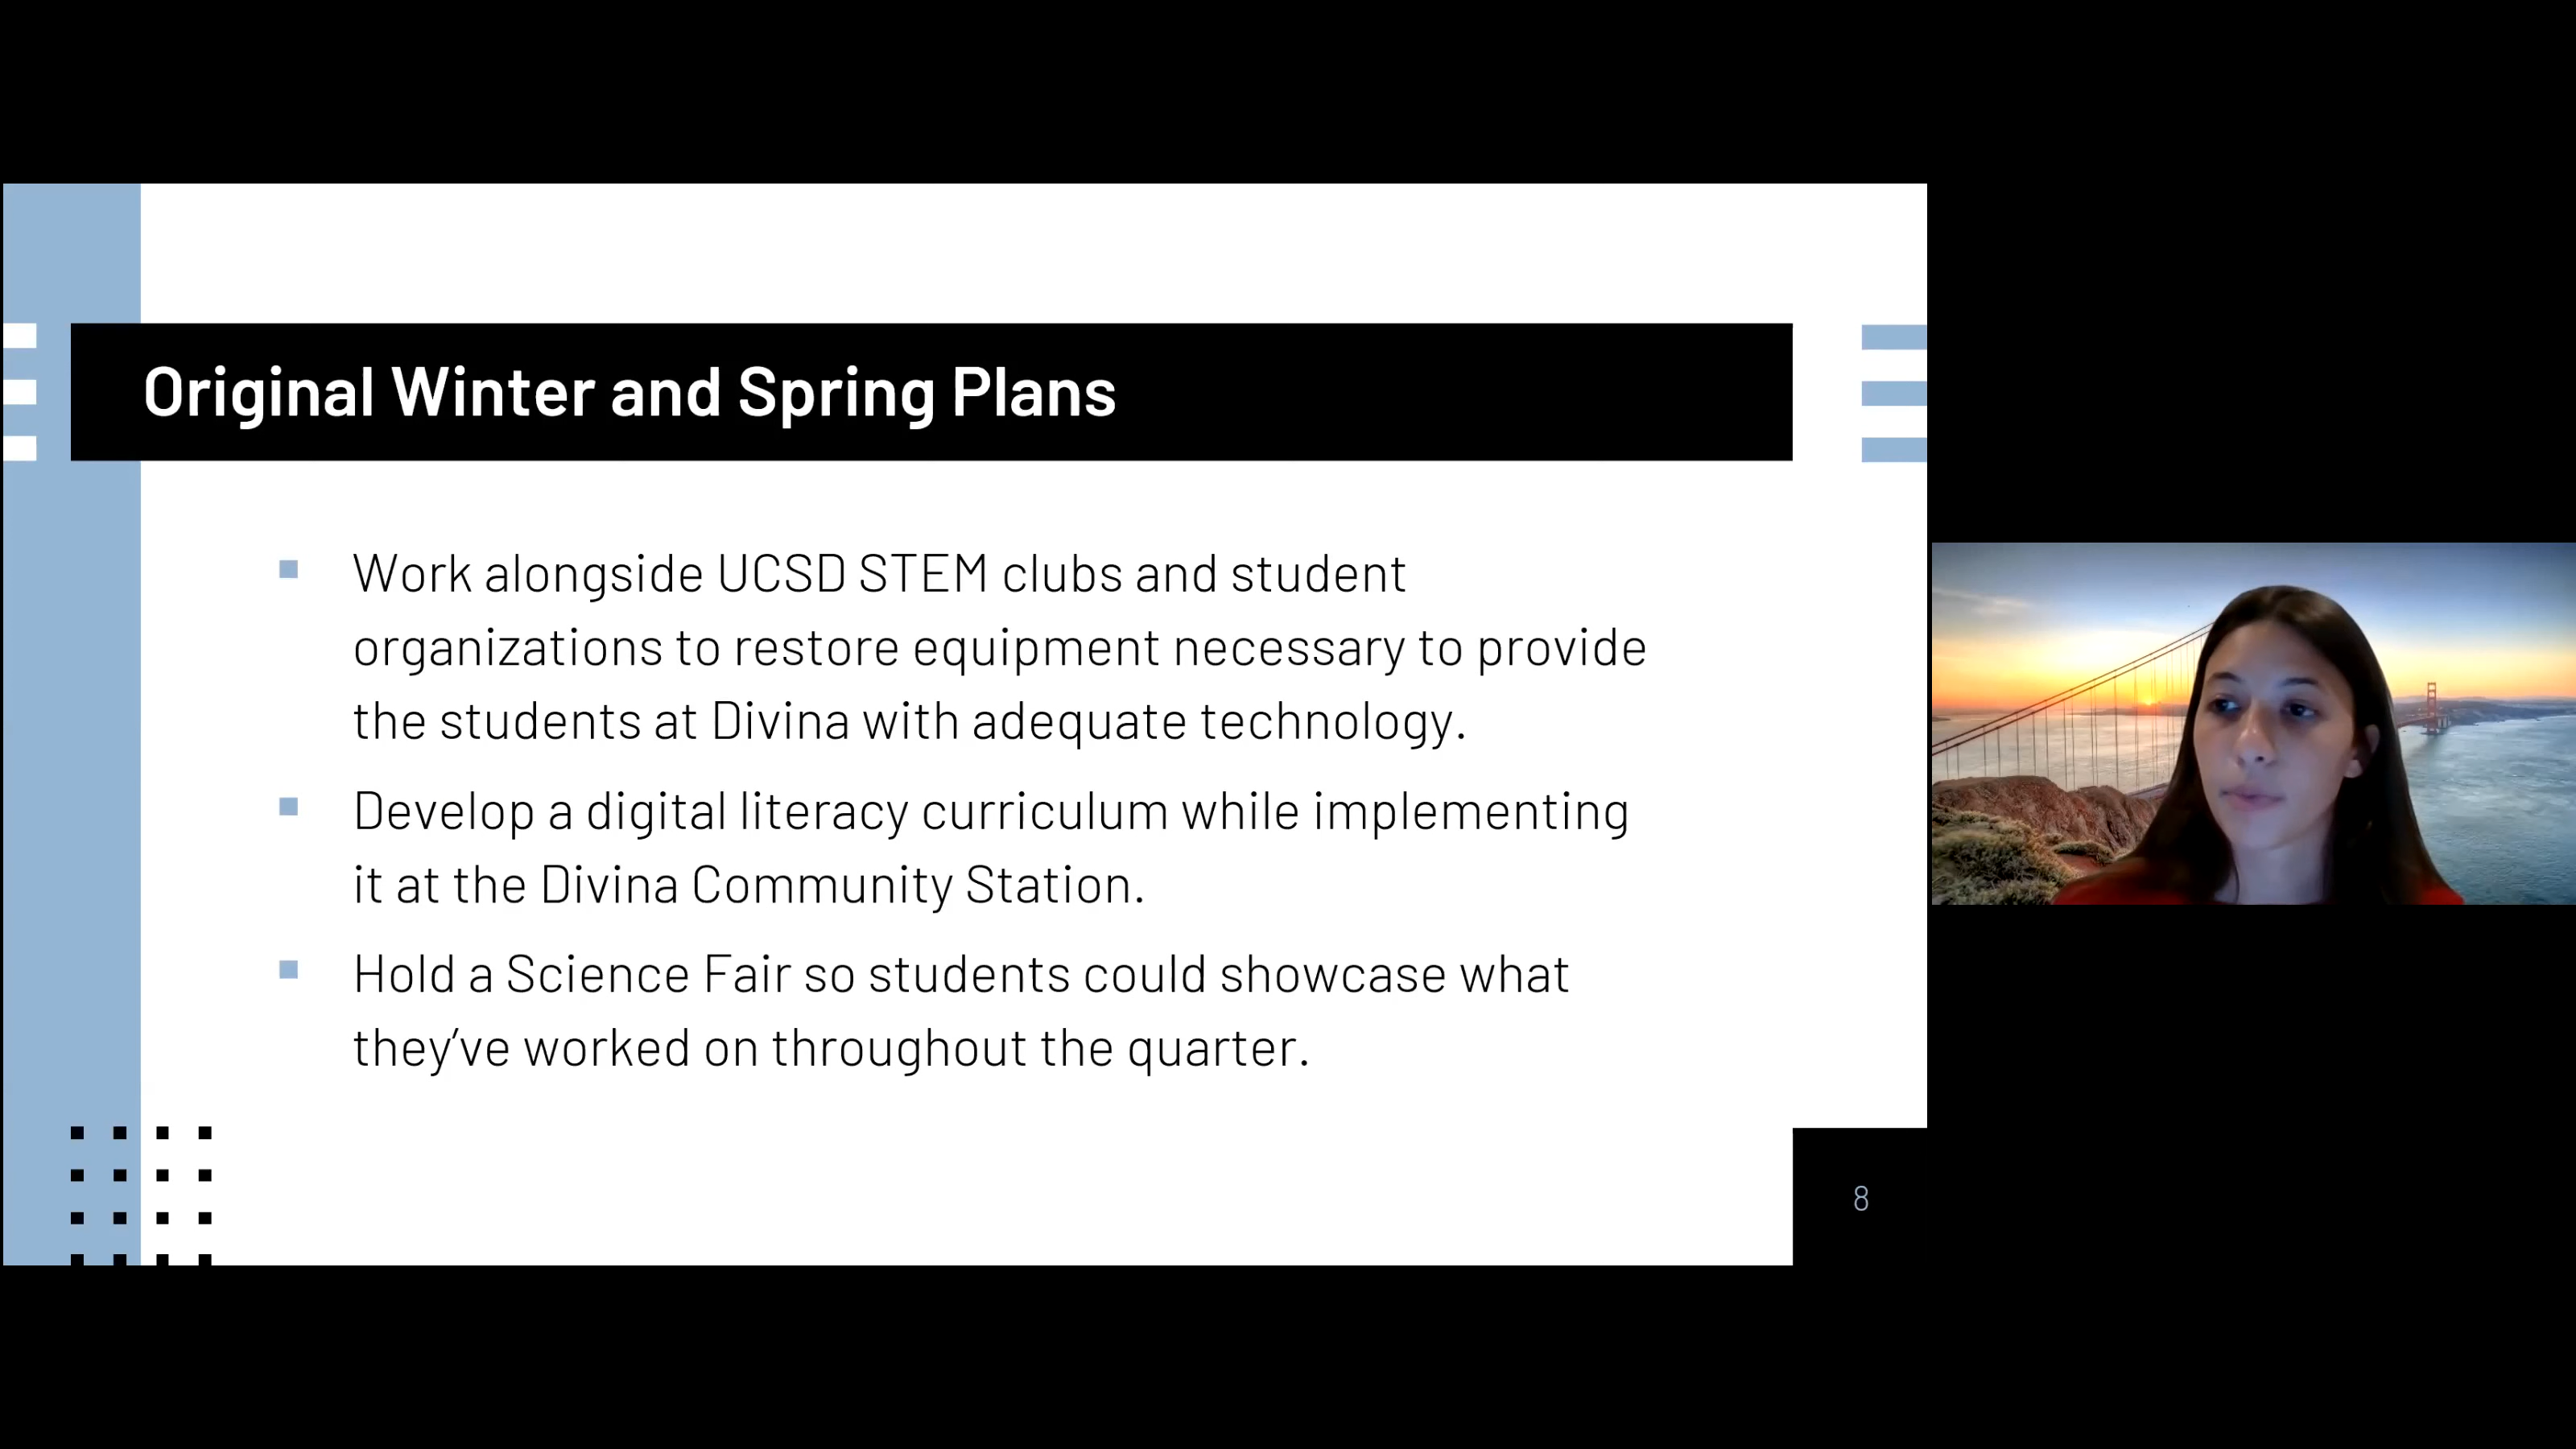 Original Winter and Spring Plans
Work alongside UCSD STEM clubs and student
organizations to restore equipment necessary to provide
the students at Divina with adequate technology.
Develop a digital literacy curriculum while implementing
it at the Divina Community Station.
Hold a Science Fair so students could showcase what
they’ve worked on throughout the quarter.
8